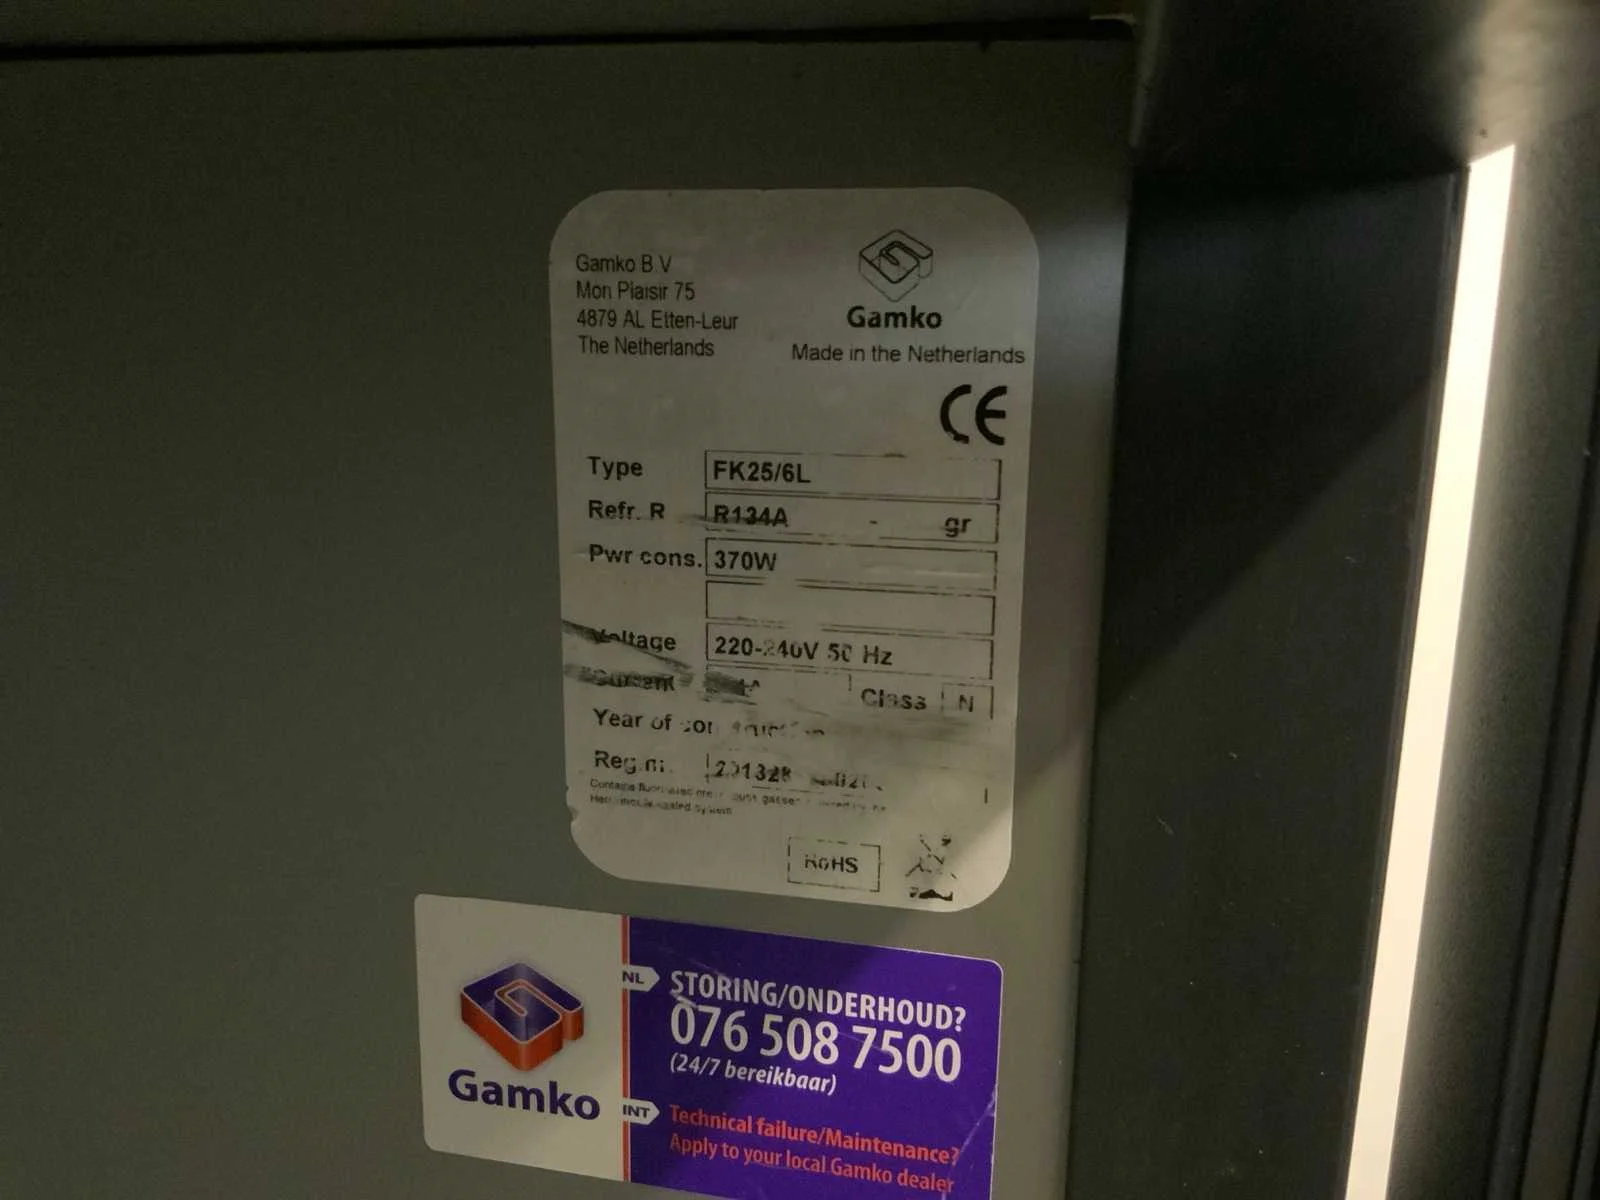 Gamko B.V
Mon Plaisir 75
4879 AL Etten-Leur
The Netherlands
Gamko
Made in the Netherlands
CE
Type FK25/6L
Refr. R R134A - gr
Pwr cons. 370W
Voltage 220-240V 50 Hz
Current Class N
Year of
Reg.nr.
Contains
RoHS
Gamko
NL STORING/ONDERHOUD?
076 508 7500
(24/7 bereikbaar)
INT Technical failure/Maintenance?
Apply to your local Gamko dealer